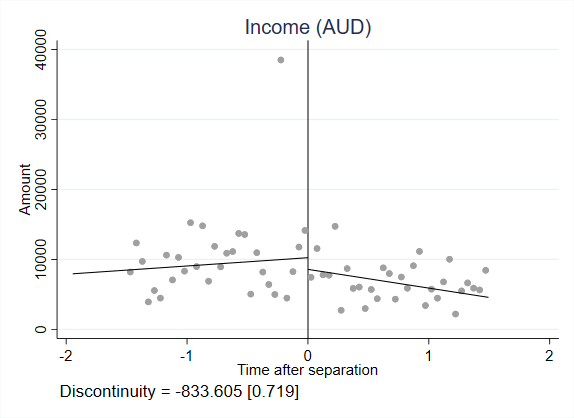 Income (AUD)
40000
30000
20000
10000
0
Amount
-2
-1
0
1
2
Time after separation
Discontinuity = -833.605 [0.719]